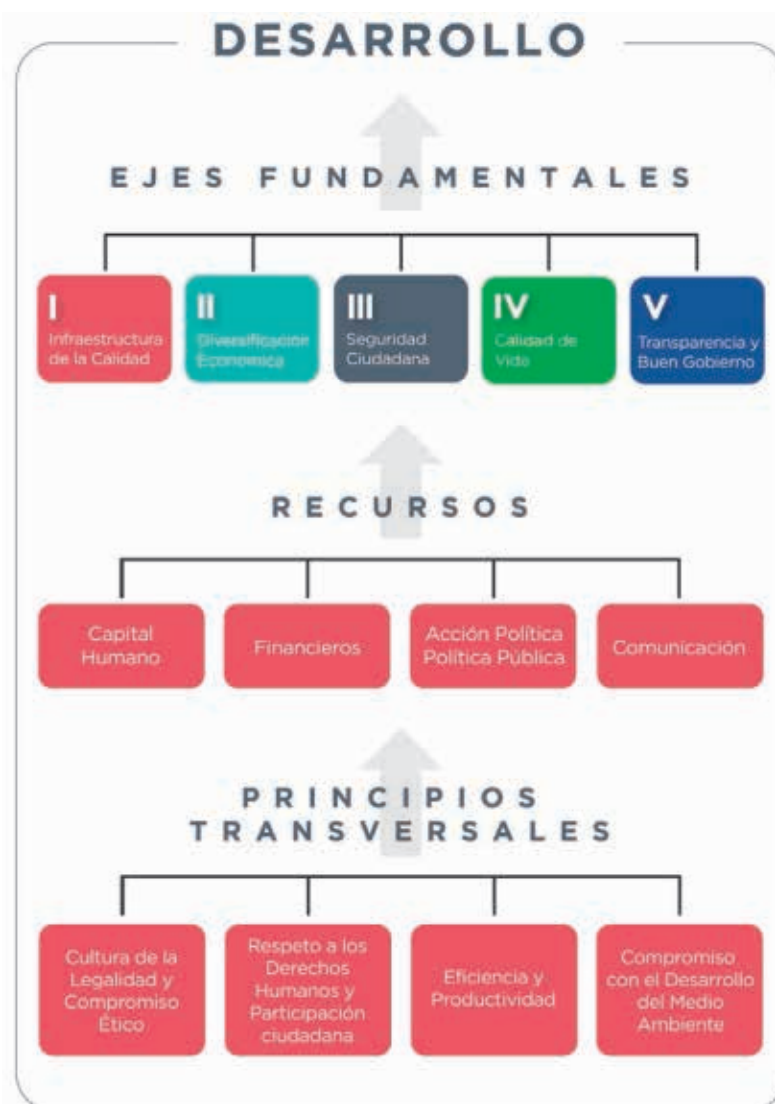 DESARROLLO
EJES FUNDAMENTALES
I
Infraestructura
de la Calidad
II
Diversificación
Económica
III
Seguridad
Ciudadana
IV
Calidad de
Vida
V
Transparencia y
Buen Gobierno
RECURSOS
Capital
Humano
Financieros
Acción Política
Política Pública
Comunicación
PRINCIPIOS
TRANSVERSALES
Cultura de la
Legalidad y
Compromiso
Ético
Respeto a los
Derechos
Humanos y
Participación
ciudadana
Eficiencia y
Productividad
Compromiso
con el Desarrollo
del Medio
Ambiente